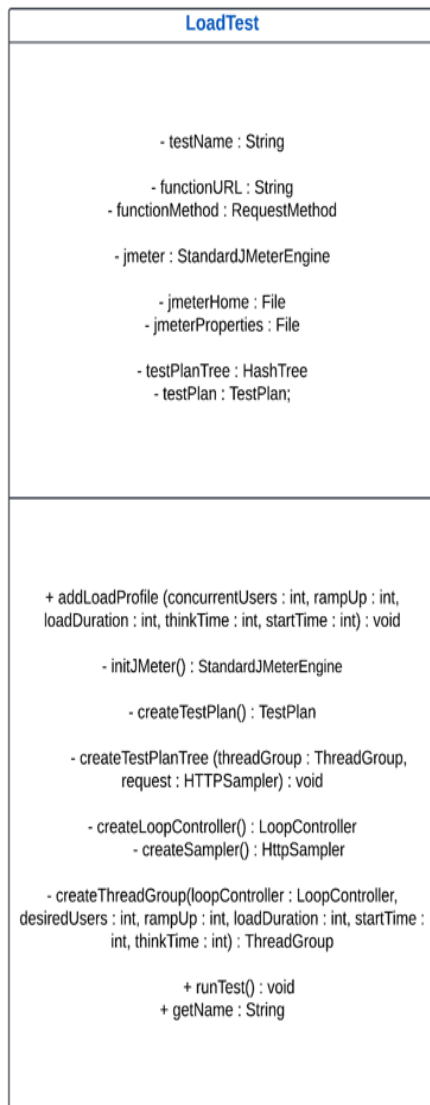 LoadTest
- testName : String
- functionURL : String
- functionMethod : RequestMethod
- jmeter : StandardJMeterEngine
- jmeterHome : File
- jmeterProperties : File
- testPlanTree : HashTree
- testPlan : TestPlan;
+ addLoadProfile (concurrentUsers : int, rampUp : int,
loadDuration : int, thinkTime : int, startTime : int) : void
- initJMeter() : StandardJMeterEngine
- createTestPlan() : TestPlan
- createTestPlanTree (threadGroup : ThreadGroup,
request : HTTPSampler) : void
- createLoopController() : LoopController
- createSampler() : HttpSampler
- createThreadGroup(loopController : LoopController,
desiredUsers : int, rampUp : int, loadDuration : int, startTime :
int, thinkTime : int) : ThreadGroup
+ runTest() : void
+ getName : String